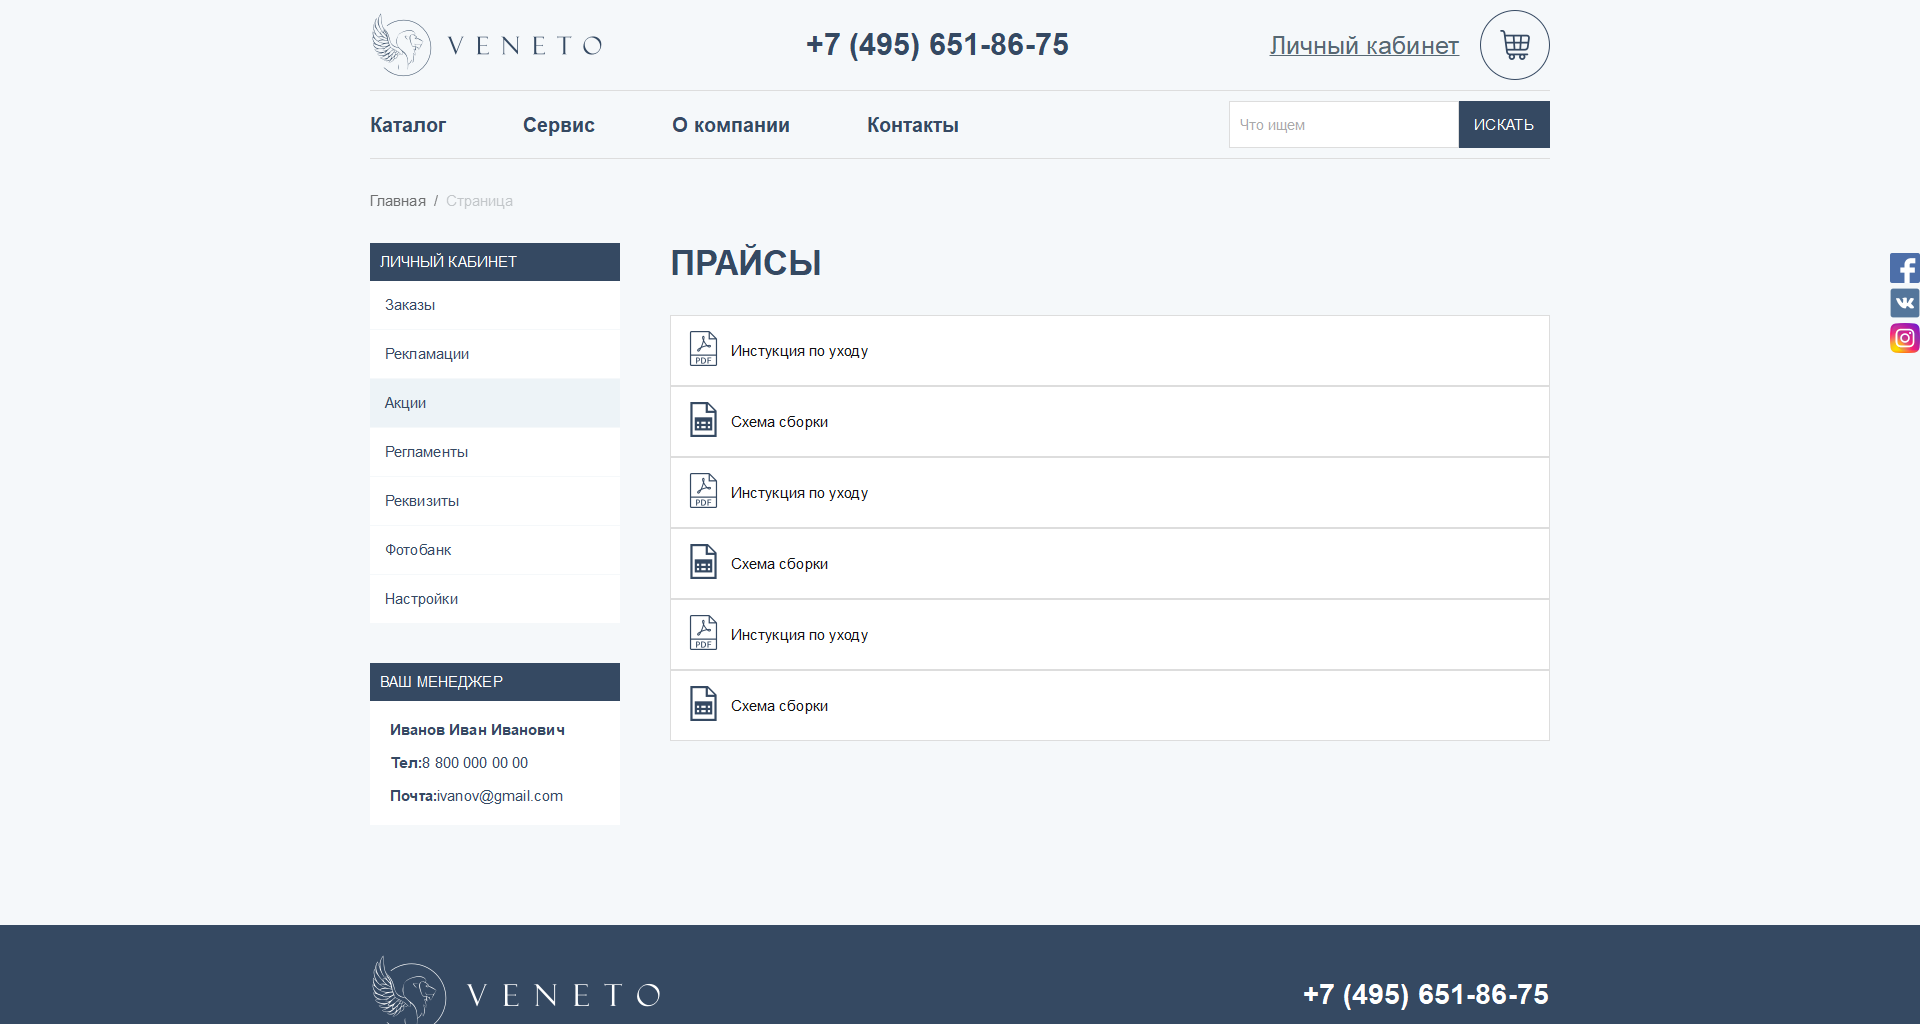 VENETO
+7 (495) 651-86-75
Личный кабинет
Каталог
Сервис
О компании
Контакты
Что ищем
ИСКАТЬ
Главная / Страница
ЛИЧНЫЙ КАБИНЕТ
Заказы
Рекламации
Акции
Регламенты
Реквизиты
Фотобанк
Настройки
ВАШ МЕНЕДЖЕР
Иванов Иван Иванович
Тел:8 800 000 00 00
Почта:ivanov@gmail.com
ПРАЙСЫ
PDF
Инстукция по уходу
Схема сборки
PDF
Инстукция по уходу
Схема сборки
PDF
Инстукция по уходу
Схема сборки
VENETO
+7 (495) 651-86-75